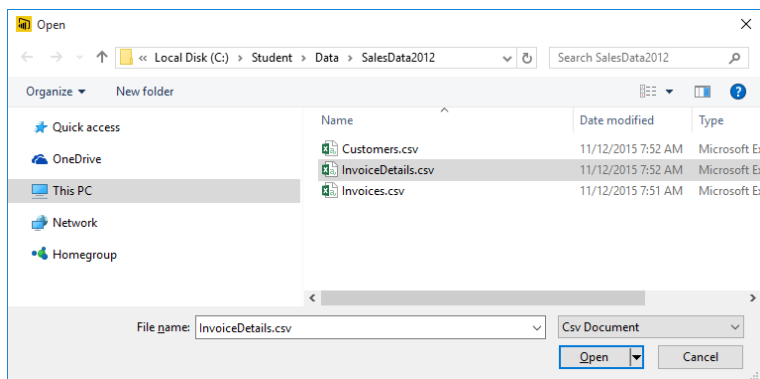 Open
« Local Disk (C:) > Student > Data > SalesData2012
Search SalesData2012
Organize
New folder
Quick access
OneDrive
This PC
Network
Homegroup
Name Date modified Type
Customers.csv 11/12/2015 7:52 AM Microsoft Ex
InvoiceDetails.csv 11/12/2015 7:52 AM Microsoft Ex
Invoices.csv 11/12/2015 7:51 AM Microsoft Ex
File name: InvoiceDetails.csv Csv Document
Open Cancel